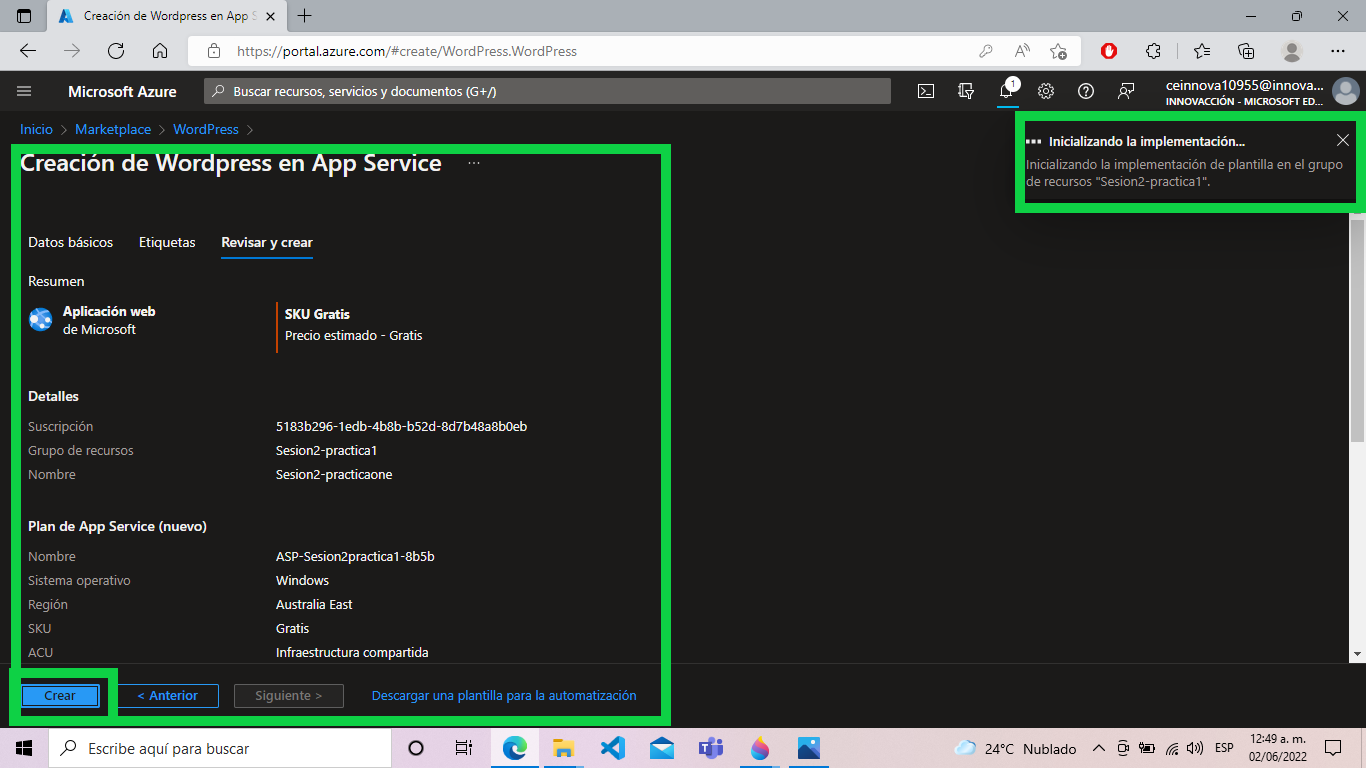 Creación de Wordpress en App S
https://portal.azure.com/#create/WordPress.WordPress
Microsoft Azure
Buscar recursos, servicios y documentos (G+/)
1
ceinnova10955@innova...
INNOVACCIÓN - MICROSOFT ED...
Inicio > Marketplace > WordPress >
Creación de Wordpress en App Service ...
Inicializando la implementación...
Inicializando la implementación de plantilla en el grupo
de recursos "Sesion2-practica1".
Datos básicos Etiquetas Revisar y crear
Resumen
Aplicación web
de Microsoft
SKU Gratis
Precio estimado - Gratis
Detalles
Suscripción 5183b296-1edb-4b8b-b52d-8d7b48a8b0eb
Grupo de recursos Sesion2-practica1
Nombre Sesion2-practicaone
Plan de App Service (nuevo)
Nombre ASP-Sesion2practica1-8b5b
Sistema operativo Windows
Región Australia East
SKU Gratis
ACU Infraestructura compartida
Crear < Anterior Siguiente > Descargar una plantilla para la automatización
Escribe aquí para buscar
24°C Nublado
ESP
12:49 a. m.
02/06/2022